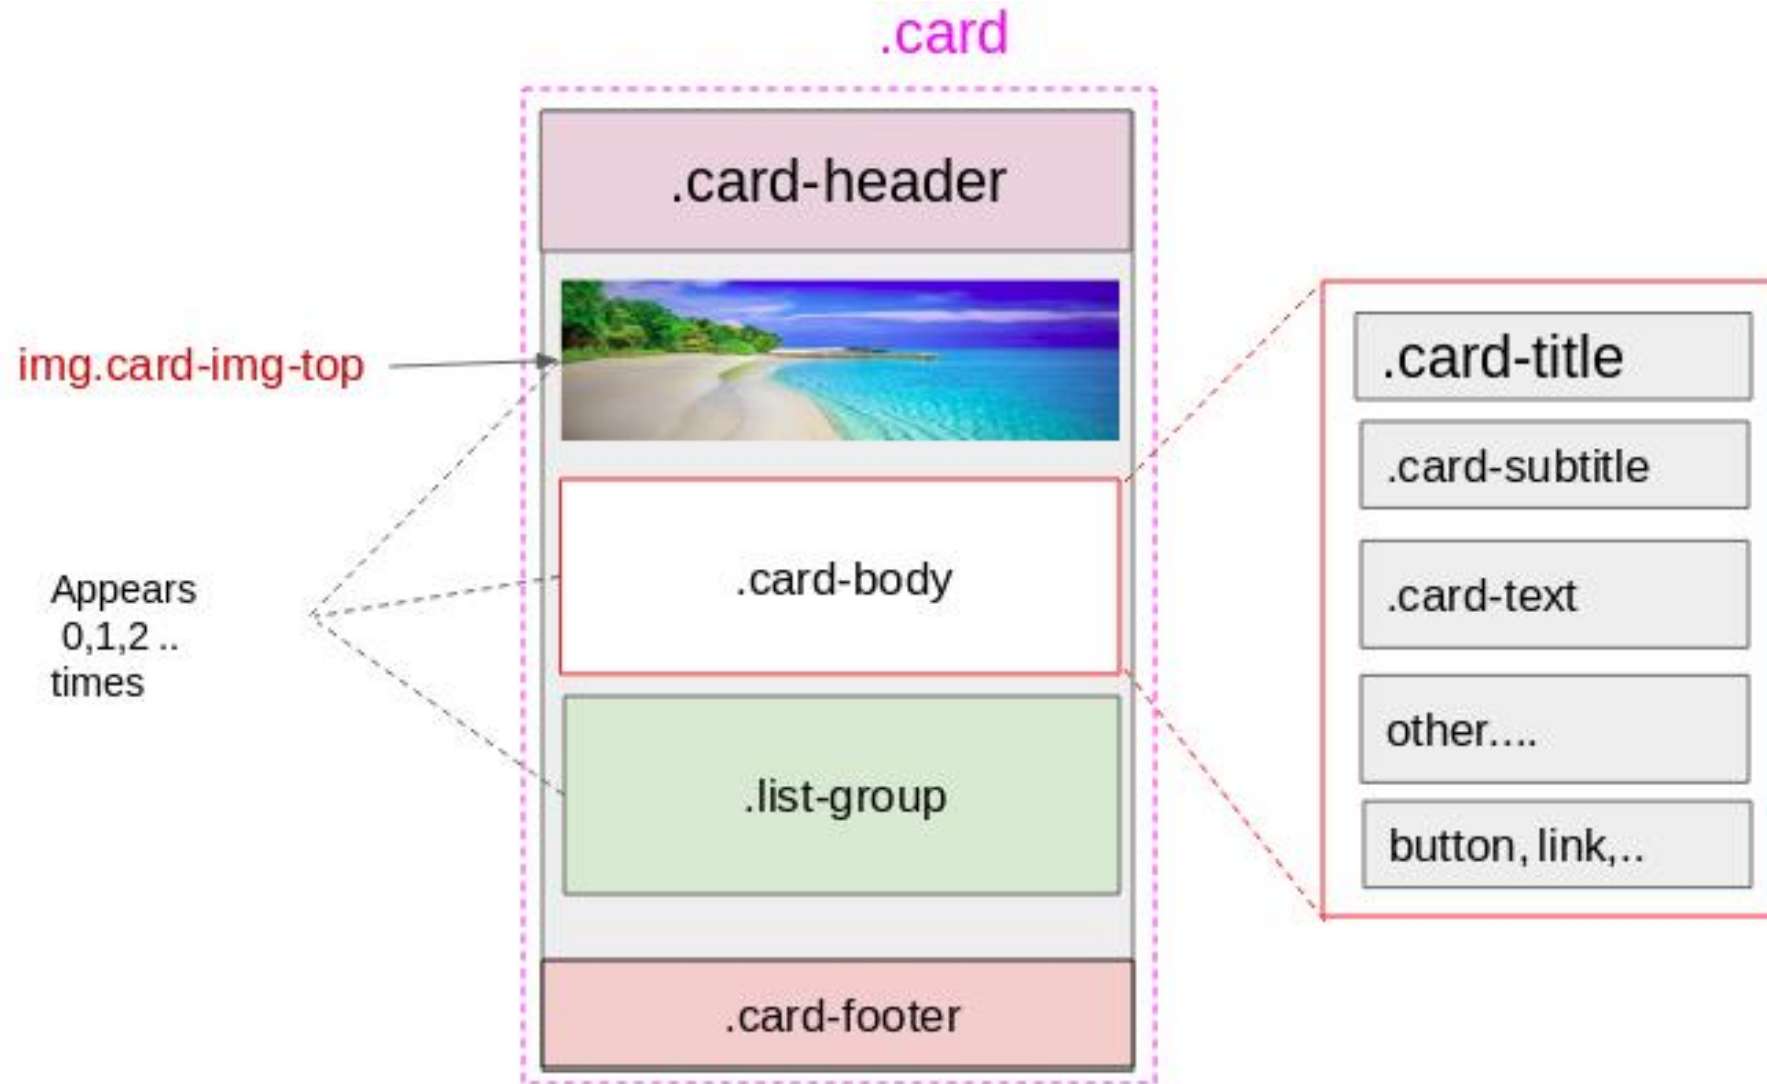 .card
.card-header
img.card-img-top
.card-body
Appears
0,1,2 ..
times
.list-group
.card-footer
.card-title
.card-subtitle
.card-text
other....
button, link,..